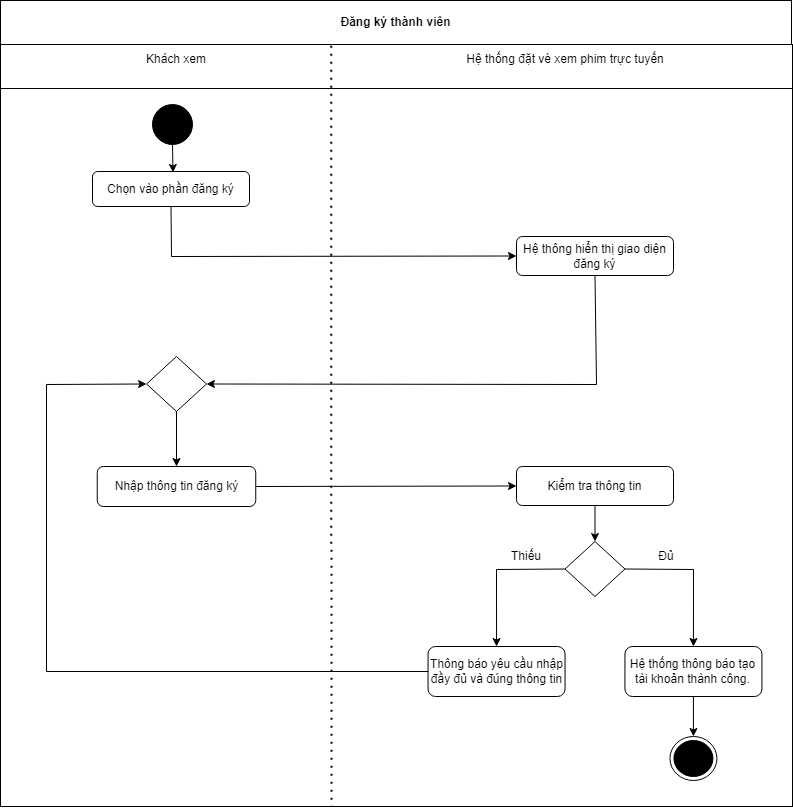 Đăng ký thành viên
Khách xem
Hệ thống đặt vé xem phim trực tuyến
Chọn vào phần đăng ký
Hệ thông hiển thị giao diện
đăng ký
Nhập thông tin đăng ký
Kiểm tra thông tin
Thiếu
Đủ
Thông báo yêu cầu nhập
đầy đủ và đúng thông tin
Hệ thống thông báo tạo
tài khoản thành công.